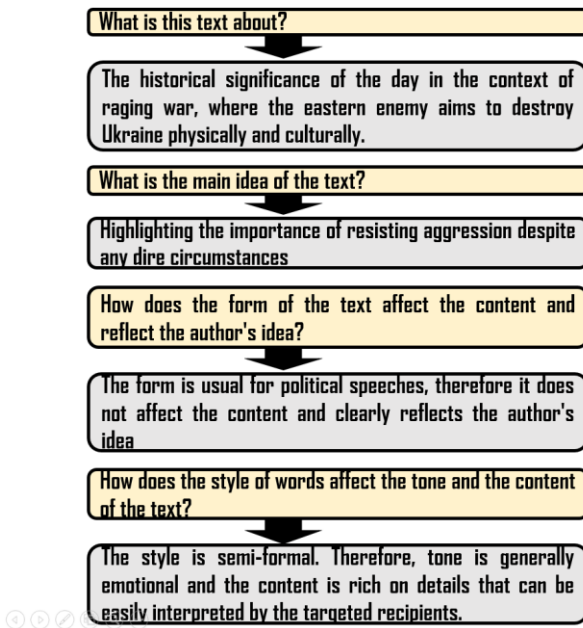 What is this text about?
The historical significance of the day in the context of
raging war, where the eastern enemy aims to destroy
Ukraine physically and culturally.
What is the main idea of the text?
Highlighting the importance of resisting aggression despite
any dire circumstances
How does the form of the text affect the content and
reflect the author's idea?
The form is usual for political speeches, therefore it does
not affect the content and clearly reflects the author's
idea
How does the style of words affect the tone and the content
of the text?
The style is semi-formal. Therefore, tone is generally
emotional and the content is rich on details that can be
easily interpreted by the targeted recipients.